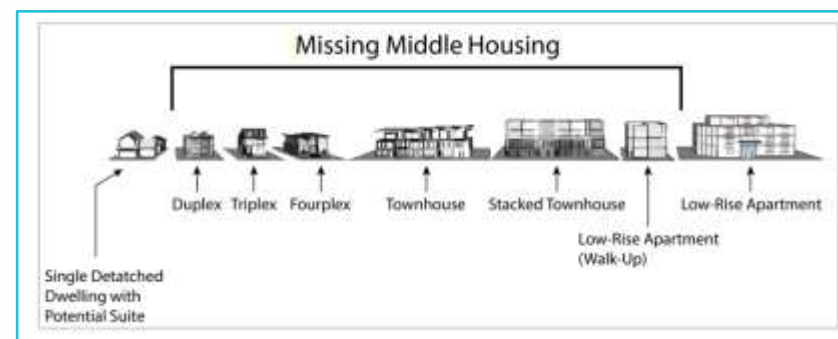 Missing Middle Housing
Duplex Triplex Fourplex Townhouse Stacked Townhouse Low-Rise Apartment
Low-Rise Apartment
(Walk-Up)
Single Detatched
Dwelling with
Potential Suite